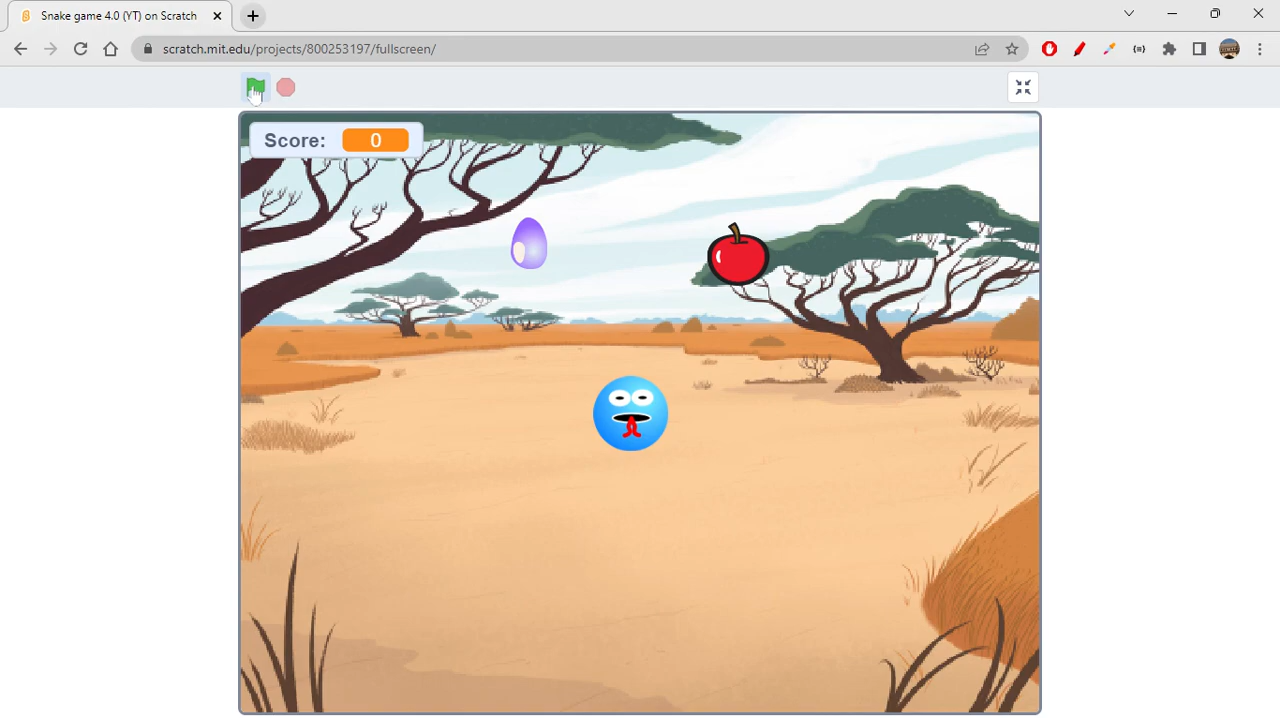 Snake game 4.0 (YT) on Scratch
scratch.mit.edu/projects/800253197/fullscreen/
Score: 0